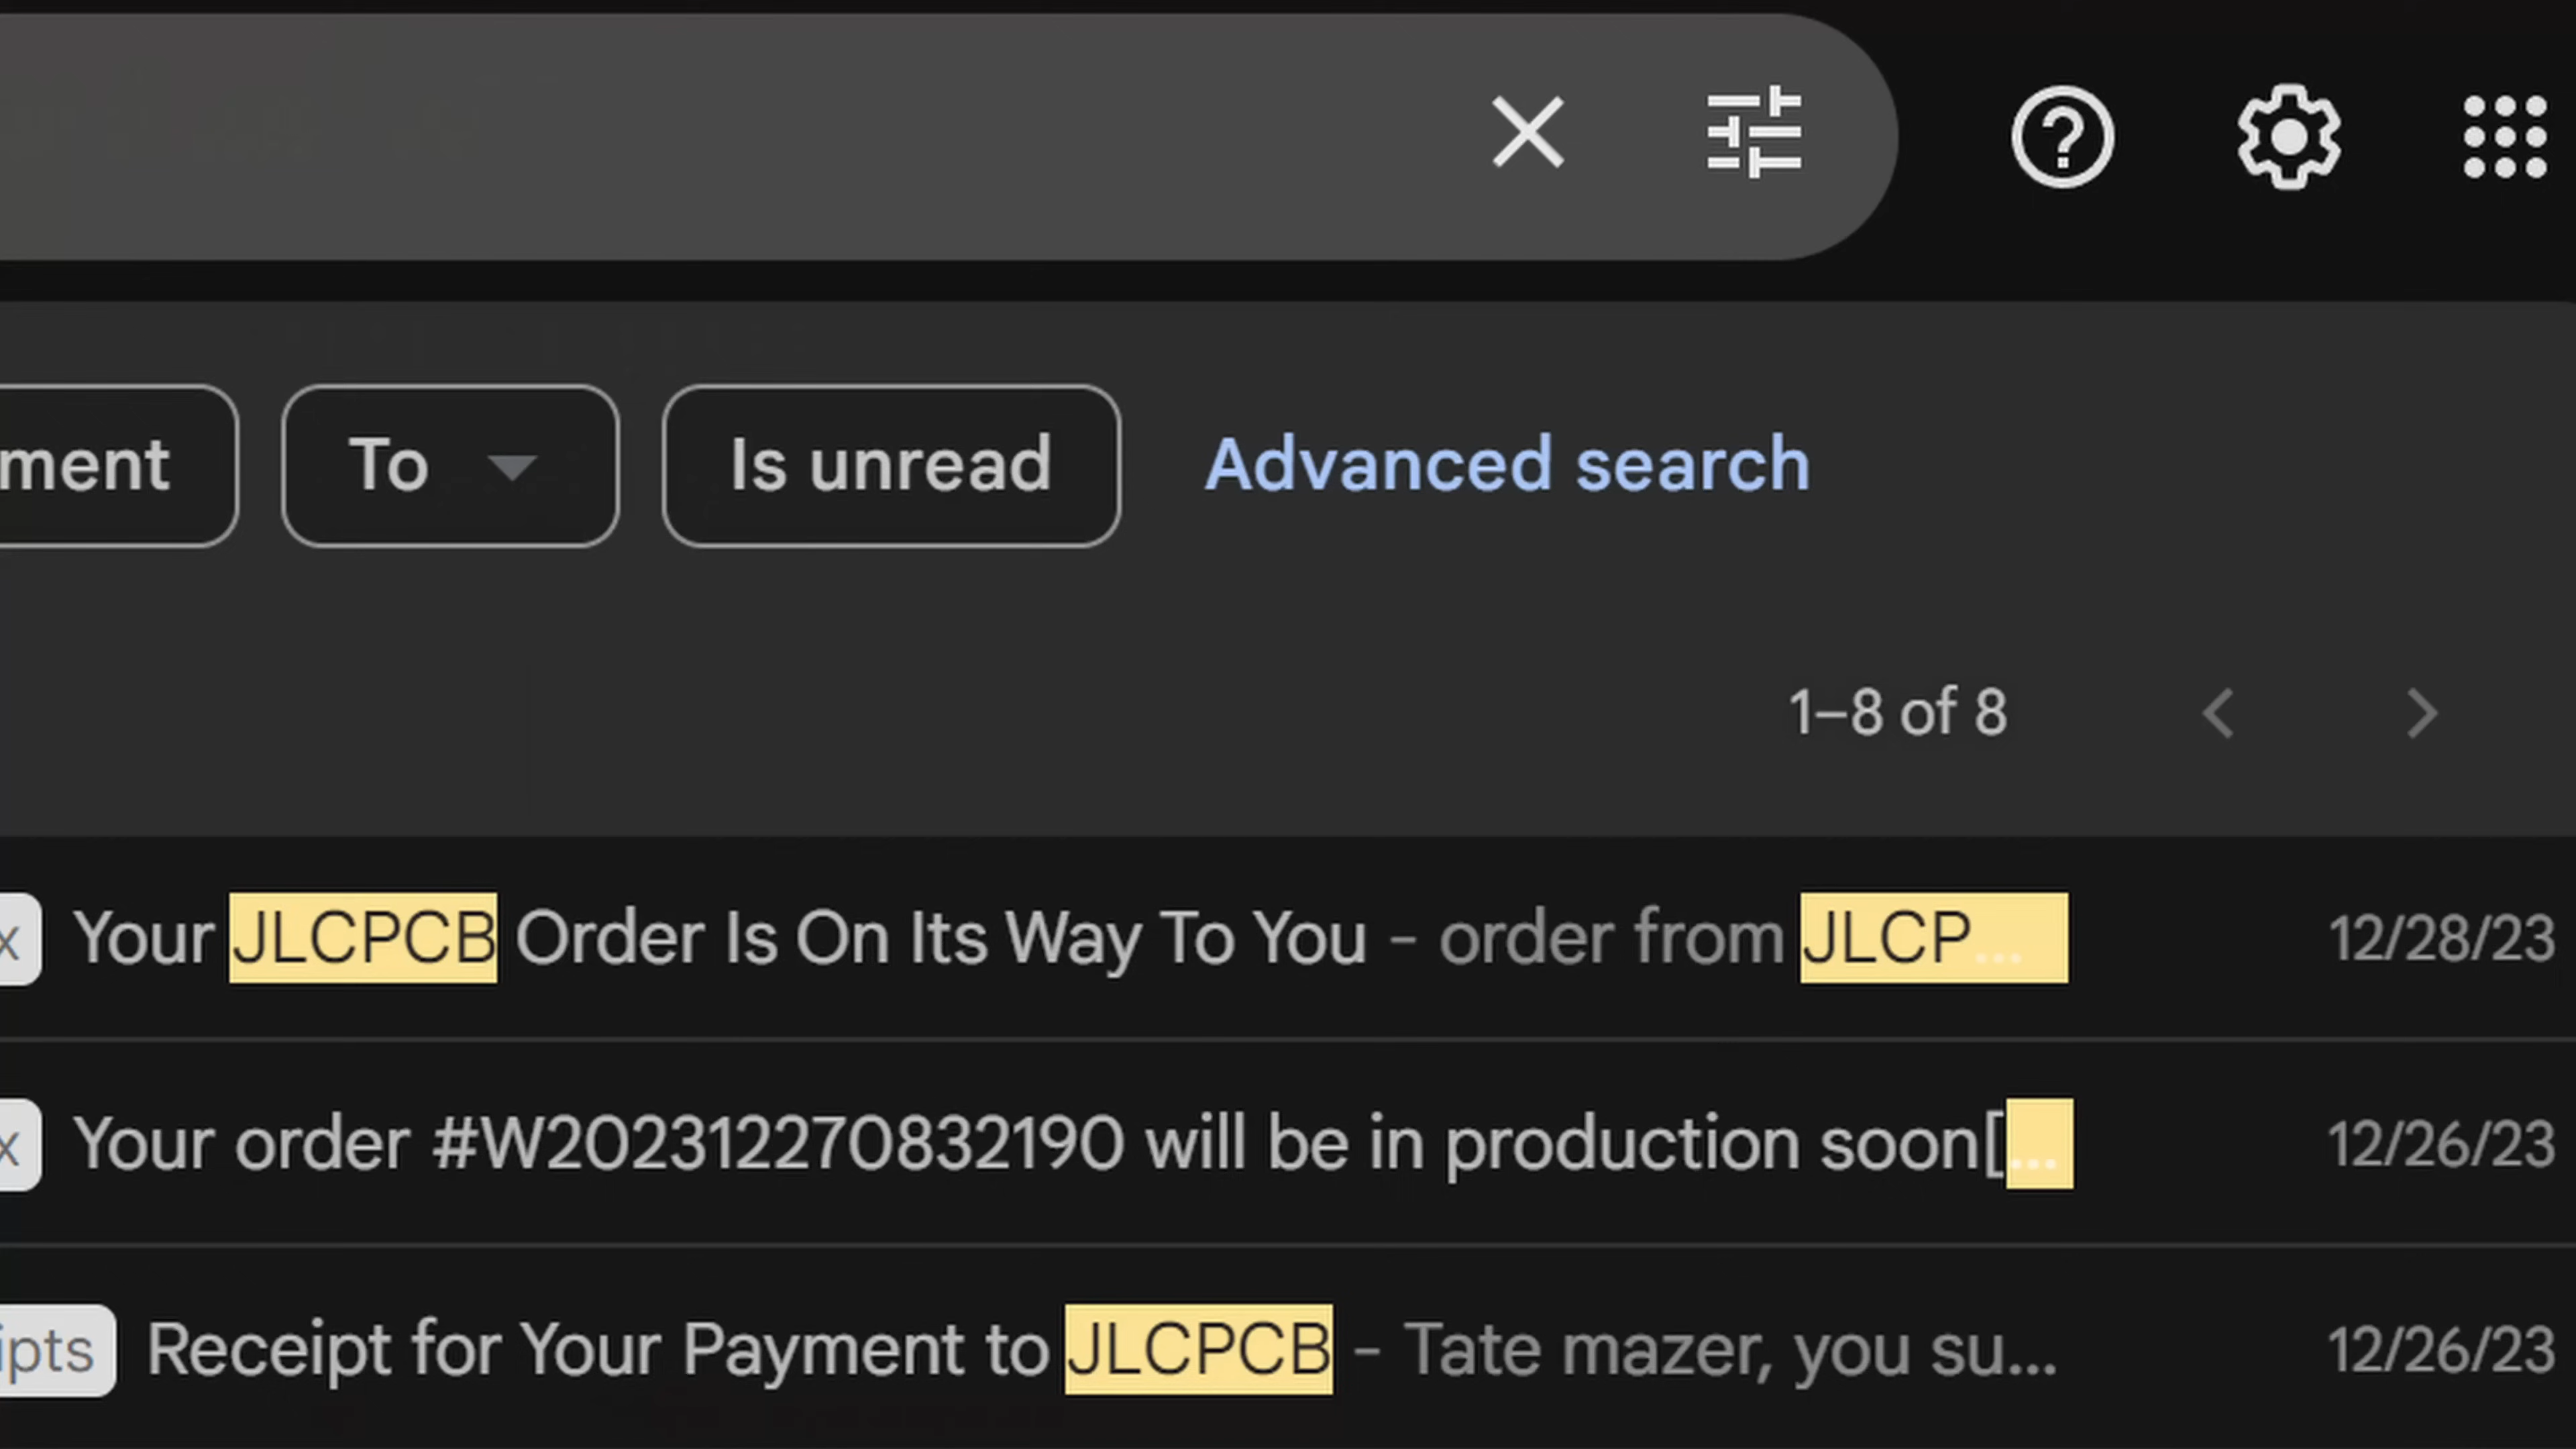 ment To Is unread Advanced search
1–8 of 8
x Your JLCPCB Order Is On Its Way To You - order from JLCP... 12/28/23
x Your order #W202312270832190 will be in production soon[... 12/26/23
ipts Receipt for Your Payment to JLCPCB - Tate mazer, you su... 12/26/23